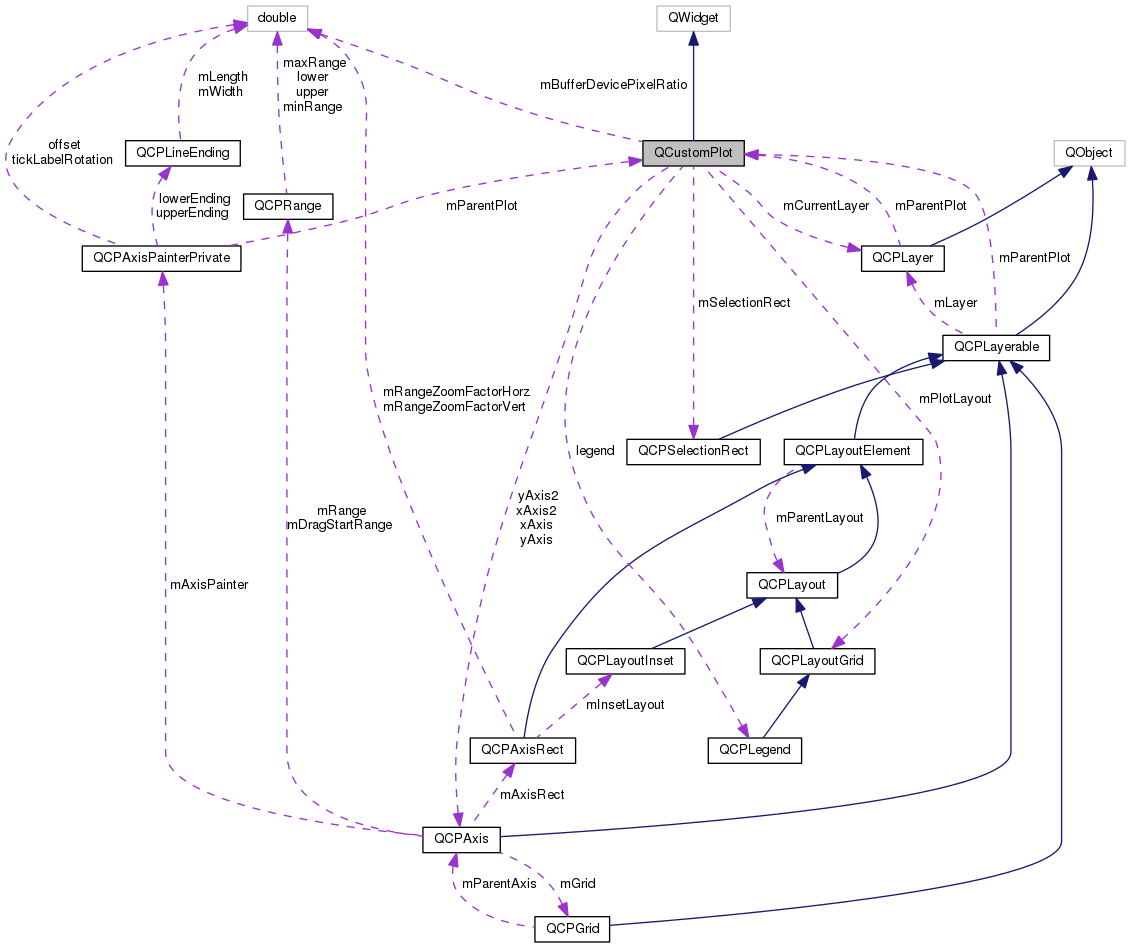 double
QWidget
maxRange
lower
upper
minRange
mLength
mWidth
mBufferDevicePixelRatio
offset
tickLabelRotation
QCPLineEnding
QCustomPlot
QObject
lowerEnding
upperEnding
QCPRange
mParentPlot
mCurrentLayer
mParentPlot
QCPAxisPainterPrivate
QCPLayer
mParentPlot
mSelectionRect
mLayer
QCPLayerable
mRangeZoomFactorHorz
mRangeZoomFactorVert
mPlotLayout
legend
QCPSelectionRect
QCPLayoutElement
mRange
mDragStartRange
yAxis2
xAxis2
xAxis
yAxis
mParentLayout
mAxisPainter
QCPLayout
QCPLayoutInset
QCPLayoutGrid
mInsetLayout
QCPAxisRect
QCPLegend
mAxisRect
QCPAxis
mParentAxis
mGrid
QCPGrid